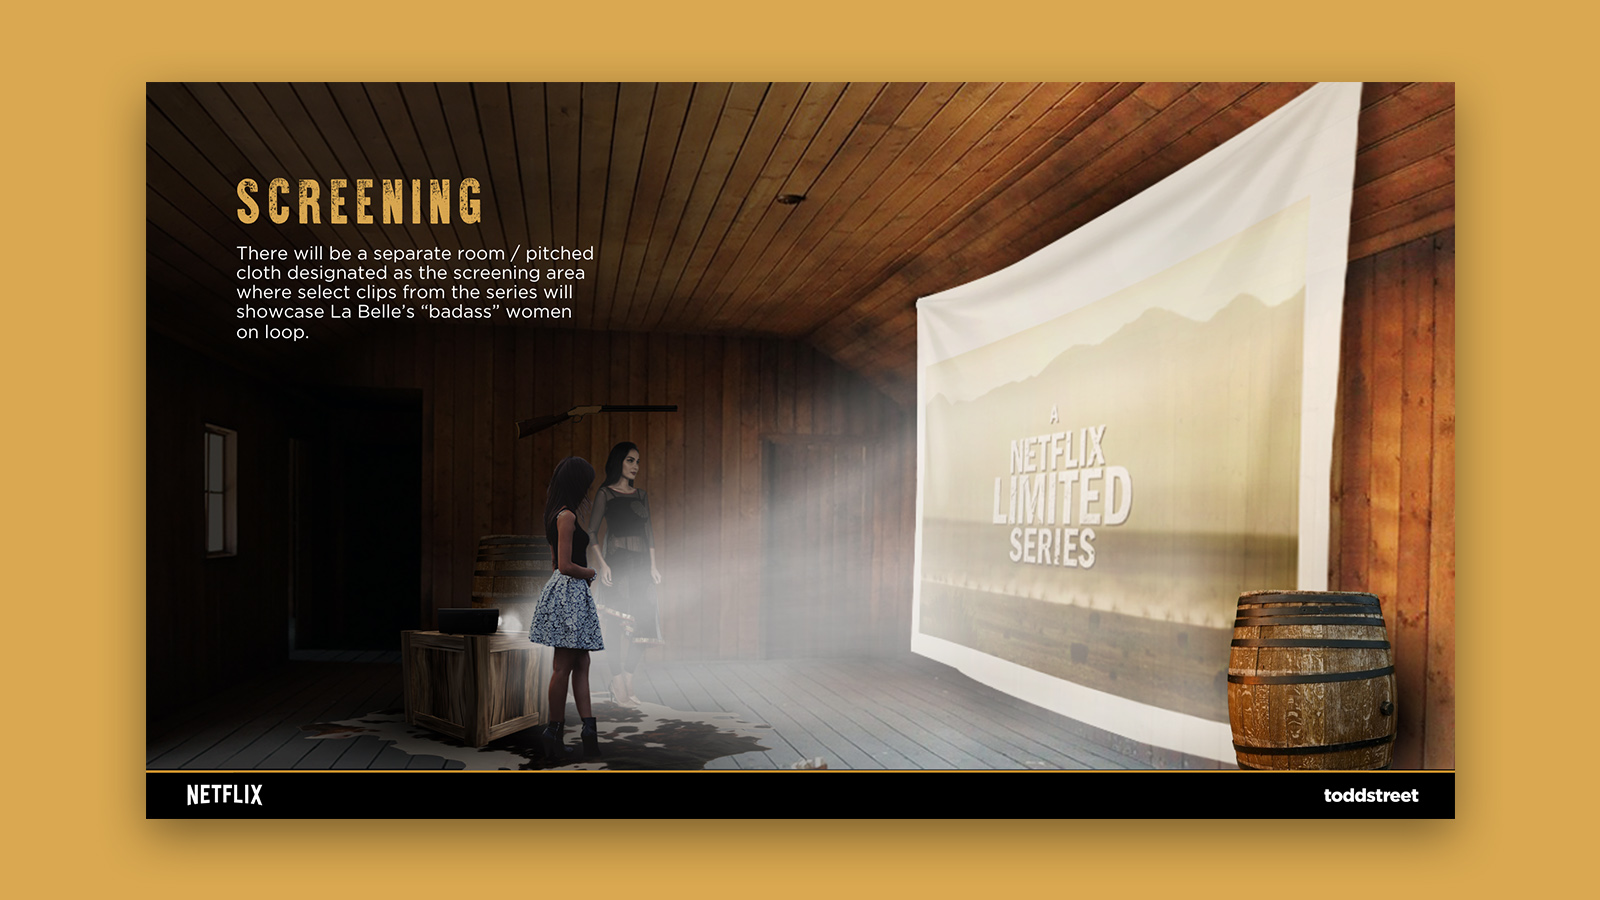 SCREENING
There will be a separate room / pitched
cloth designated as the screening area
where select clips from the series will
showcase La Belle’s “badass” women
on loop.
A
NETFLIX
LIMITED
SERIES
NETFLIX
toddstreet